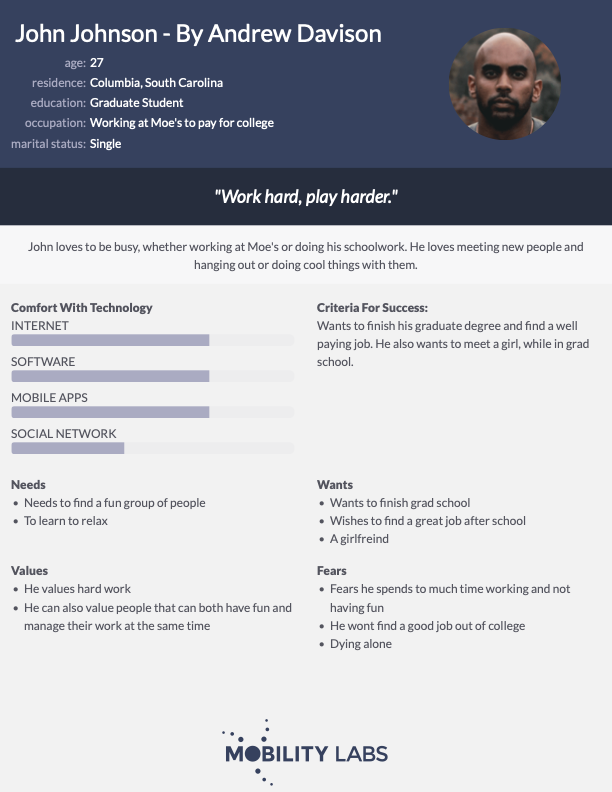 John Johnson - By Andrew Davison
age: 27
residence: Columbia, South Carolina
education: Graduate Student
occupation: Working at Moe's to pay for college
marital status: Single
"Work hard, play harder."
John loves to be busy, whether working at Moe's or doing his schoolwork. He loves meeting new people and
hanging out or doing cool things with them.
Comfort With Technology
INTERNET
SOFTWARE
MOBILE APPS
SOCIAL NETWORK
Criteria For Success:
Wants to finish his graduate degree and find a well
paying job. He also wants to meet a girl, while in grad
school.
Needs
• Needs to find a fun group of people
• To learn to relax
Wants
• Wants to finish grad school
• Wishes to find a great job after school
• A girlfreind
Values
• He values hard work
• He can also value people that can both have fun and
manage their work at the same time
Fears
• Fears he spends to much time working and not
having fun
• He wont find a good job out of college
• Dying alone
MOBILITY LABS